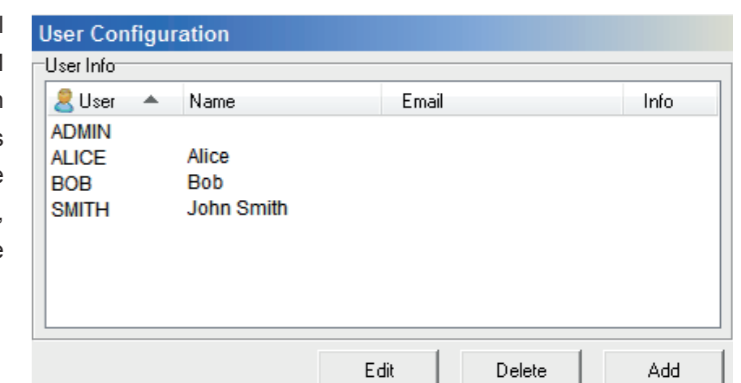 User Configuration
User Info
User Name Email Info
ADMIN
ALICE Alice
BOB Bob
SMITH John Smith
Edit Delete Add